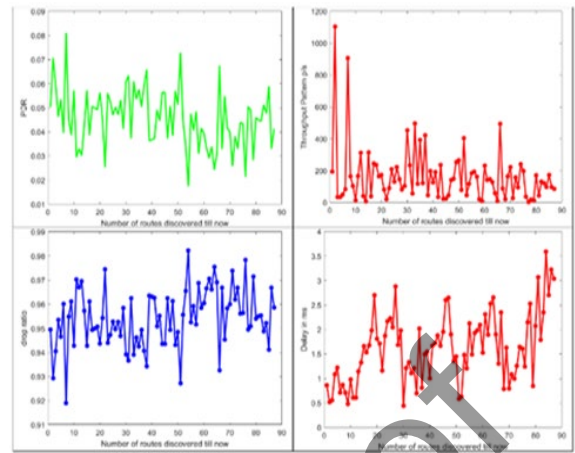 0.09
0.08
0.07
0.06
0.05
0.04
0.03
0.02
0.01
PDR
0 10 20 30 40 50 60 70 80 90
Number of routes discovered till now
1200
1000
800
600
400
200
0
Throughput Pattern p/s
0 10 20 30 40 50 60 70 80 90
Number of routes discovered till now
0.99
0.98
0.97
0.96
0.95
0.94
0.93
0.92
0.91
drop ratio
0 10 20 30 40 50 60 70 80 90
Number of routes discovered till now
4
3.5
3
2.5
2
1.5
1
0.5
0
Delay in ms
0 10 20 30 40 50 60 70 80 90
Number of routes discovered till now
of